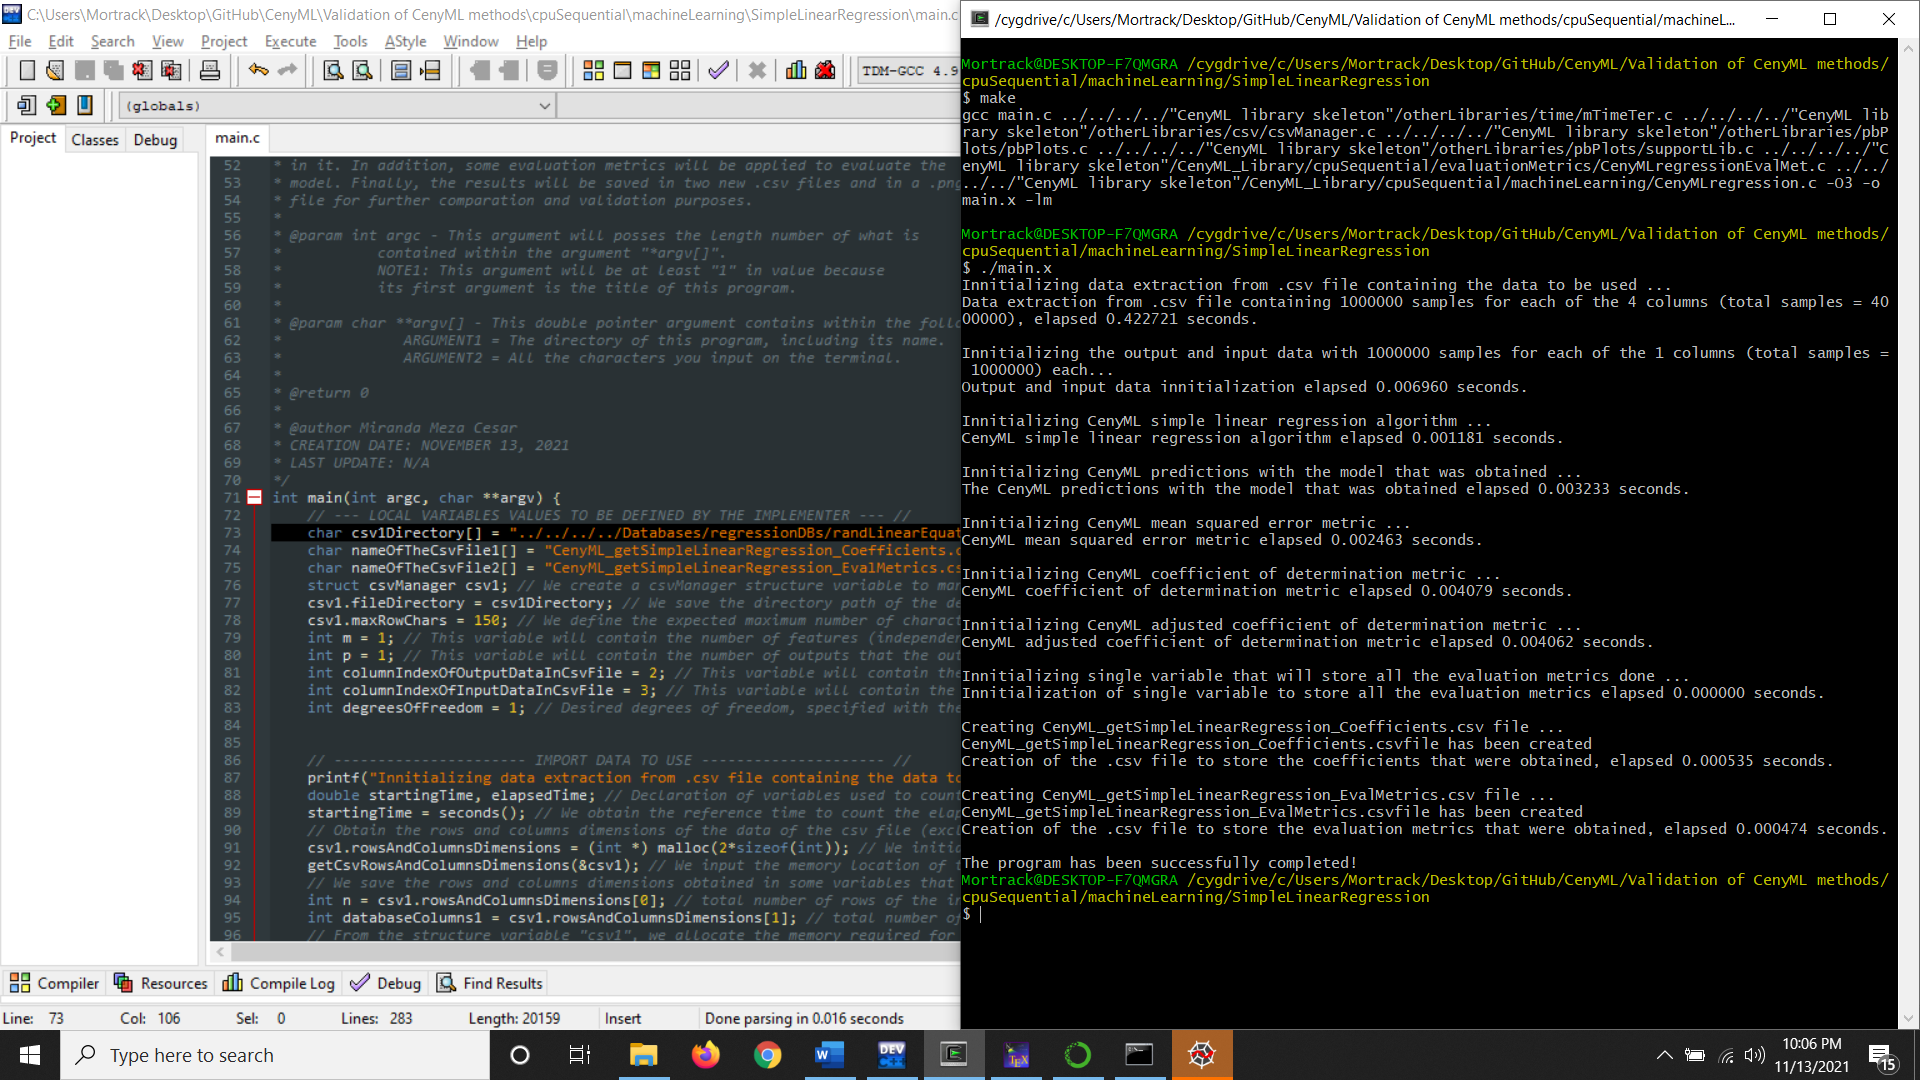 C:\Users\Mortrack\Desktop\GitHub\CenyML\Validation of CenyML methods\cpuSequential\machineLearning\SimpleLinearRegression\main.c
File Edit Search View Project Execute Tools AStyle Window Help
TDM-GCC 4.9
(globals)
Project Classes Debug
main.c
52 * in it. In addition, some evaluation metrics will be applied to evaluate the
53 * model. Finally, the results will be saved in two new .csv files and in a .png
54 * file for further comparation and validation purposes.
55 *
56 * @param int argc - This argument will posses the length number of what is
57 * contained within the argument "*argv[]".
58 * NOTE1: This argument will be at least "1" in value because
59 * its first argument is the title of this program.
60 *
61 * @param char **argv[] - This double pointer argument contains within the follo
62 * ARGUMENT1 = The directory of this program, including its name.
63 * ARGUMENT2 = All the characters you input on the terminal.
64 *
65 * @return 0
66 *
67 * @author Miranda Meza Cesar
68 * CREATION DATE: NOVEMBER 13, 2021
69 * LAST UPDATE: N/A
70 */
71 int main(int argc, char **argv) {
72 // --- LOCAL VARIABLES VALUES TO BE DEFINED BY THE IMPLEMENTER --- //
73 char csv1Directory[] = "../../../../Databases/regressionDBs/randLinearEquat
74 char nameOfTheCsvFile1[] = "CenyML_getSimpleLinearRegression_Coefficients.c
75 char nameOfTheCsvFile2[] = "CenyML_getSimpleLinearRegression_EvalMetrics.cs
76 struct csvManager csv1; // We create a csvManager structure variable to man
77 csv1.fileDirectory = csv1Directory; // We save the directory path of the de
78 csv1.maxRowChars = 150; // We define the expected maximum number of charact
79 int m = 1; // This variable will contain the number of features (independen
80 int p = 1; // This variable will contain the number of outputs that the out
81 int columnIndexOfOutputDataInCsvFile = 2; // This variable will contain the
82 int columnIndexOfInputDataInCsvFile = 3; // This variable will contain the
83 int degreesOfFreedom = 1; // Desired degrees of freedom, specified with the
84
85
86 // ---------------------- IMPORT DATA TO USE --------------------- //
87 printf("Innitializing data extraction from .csv file containing the data to
88 double startingTime, elapsedTime; // Declaration of variables used to count
89 startingTime = seconds(); // We obtain the reference time to count the elap
90 // Obtain the rows and columns dimensions of the data of the csv file (excl
91 csv1.rowsAndColumnsDimensions = (int *) malloc(2*sizeof(int)); // We initia
92 getCsvRowsAndColumnsDimensions(&csv1); // We input the memory location of t
93 // We save the rows and columns dimensions obtained in some variables that
94 int n = csv1.rowsAndColumnsDimensions[0]; // total number of rows of the in
95 int databaseColumns1 = csv1.rowsAndColumnsDimensions[1]; // total number of
96 // From the structure variable "csv1", we allocate the memory required for
Compiler Resources Compile Log Debug Find Results
Line: 73 Col: 106 Sel: 0 Lines: 283 Length: 20159 Insert Done parsing in 0.016 seconds
/cygdrive/c/Users/Mortrack/Desktop/GitHub/CenyML/Validation of CenyML methods/cpuSequential/machineL...
Mortrack@DESKTOP-F7QMGRA /cygdrive/c/Users/Mortrack/Desktop/GitHub/CenyML/Validation of CenyML methods/
cpuSequential/machineLearning/SimpleLinearRegression
$ make
gcc main.c ../../../../"CenyML library skeleton"/otherLibraries/time/mTimeTer.c ../../../../"CenyML lib
rary skeleton"/otherLibraries/csv/csvManager.c ../../../../"CenyML library skeleton"/otherLibraries/pbP
lots/pbPlots.c ../../../../"CenyML library skeleton"/otherLibraries/pbPlots/supportLib.c ../../../../"C
enyML library skeleton"/CenyML_Library/cpuSequential/evaluationMetrics/CenyMLregressionEvalMet.c ../../
../../"CenyML library skeleton"/CenyML_Library/cpuSequential/machineLearning/CenyMLregression.c -O3 -o
main.x -lm
Mortrack@DESKTOP-F7QMGRA /cygdrive/c/Users/Mortrack/Desktop/GitHub/CenyML/Validation of CenyML methods/
cpuSequential/machineLearning/SimpleLinearRegression
$ ./main.x
Innitializing data extraction from .csv file containing the data to be used ...
Data extraction from .csv file containing 1000000 samples for each of the 4 columns (total samples = 40
00000), elapsed 0.422721 seconds.
Innitializing the output and input data with 1000000 samples for each of the 1 columns (total samples =
1000000) each...
Output and input data innitialization elapsed 0.006960 seconds.
Innitializing CenyML simple linear regression algorithm ...
CenyML simple linear regression algorithm elapsed 0.001181 seconds.
Innitializing CenyML predictions with the model that was obtained ...
The CenyML predictions with the model that was obtained elapsed 0.003233 seconds.
Innitializing CenyML mean squared error metric ...
CenyML mean squared error metric elapsed 0.002463 seconds.
Innitializing CenyML coefficient of determination metric ...
CenyML coefficient of determination metric elapsed 0.004079 seconds.
Innitializing CenyML adjusted coefficient of determination metric ...
CenyML adjusted coefficient of determination metric elapsed 0.004062 seconds.
Innitializing single variable that will store all the evaluation metrics done ...
Innitialization of single variable to store all the evaluation metrics elapsed 0.000000 seconds.
Creating CenyML_getSimpleLinearRegression_Coefficients.csv file ...
CenyML_getSimpleLinearRegression_Coefficients.csvfile has been created
Creation of the .csv file to store the coefficients that were obtained, elapsed 0.000535 seconds.
Creating CenyML_getSimpleLinearRegression_EvalMetrics.csv file ...
CenyML_getSimpleLinearRegression_EvalMetrics.csvfile has been created
Creation of the .csv file to store the evaluation metrics that were obtained, elapsed 0.000474 seconds.
The program has been successfully completed!
Mortrack@DESKTOP-F7QMGRA /cygdrive/c/Users/Mortrack/Desktop/GitHub/CenyML/Validation of CenyML methods/
cpuSequential/machineLearning/SimpleLinearRegression
$
Type here to search
10:06 PM
11/13/2021
15